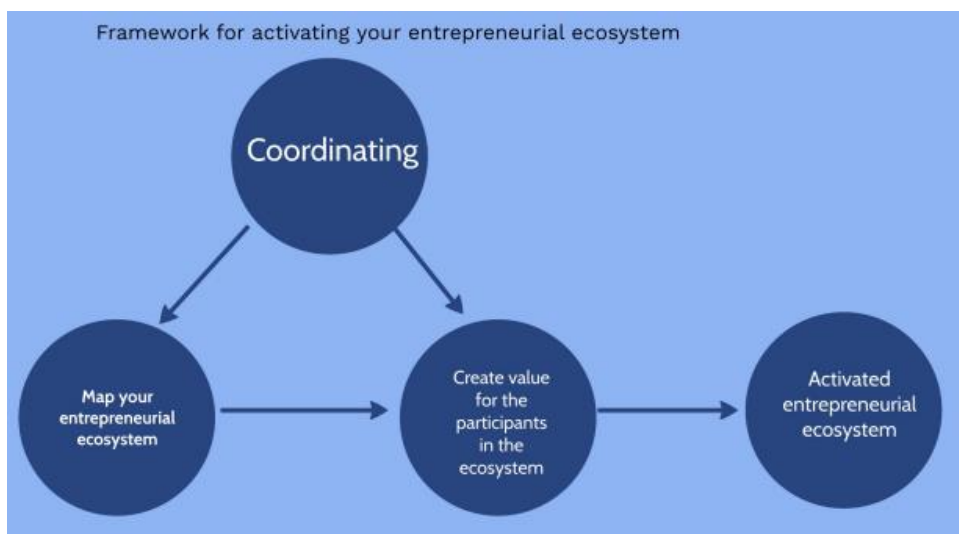 Framework for activating your entrepreneurial ecosystem
Coordinating
Map your
entrepreneurial
ecosystem
Create value
for the
participants
in the
ecosystem
Activated
entrepreneurial
ecosystem